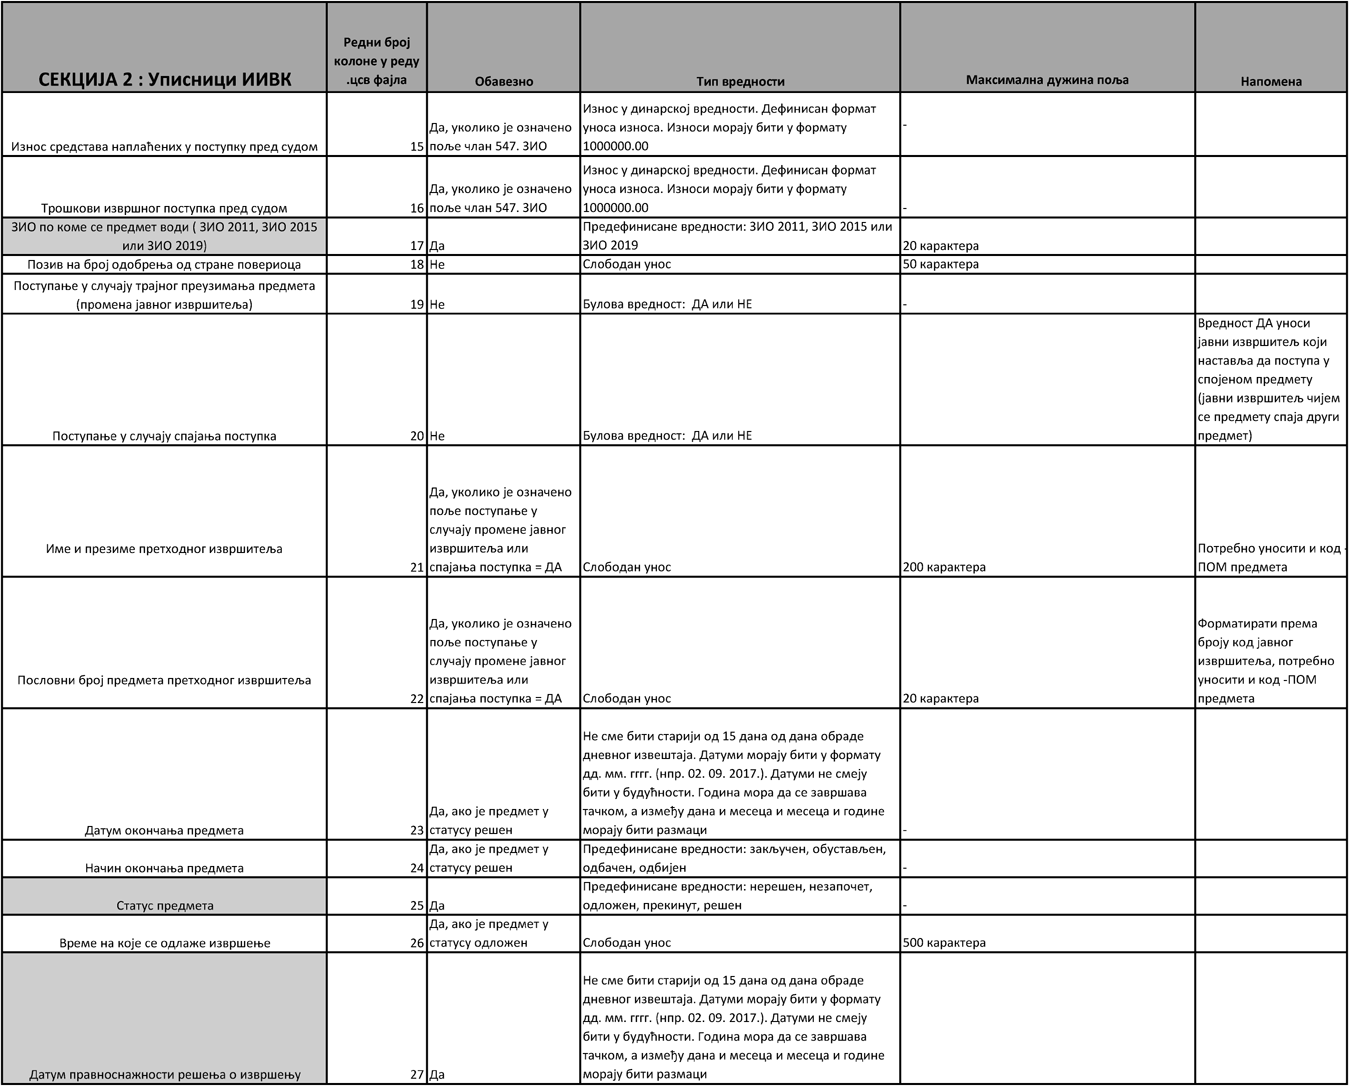 СЕКЦИЈА 2 : Уписници ИИВК
Редни број
колоне у реду
.цсв фајла
Обавезно
Тип вредности
Максимална дужина поља
Напомена
Износ средстава наплаћених у поступку пред судом
15
Да, уколико је означено
поље члан 547. ЗИО
Износ у динарској вредности. Дефинисан формат
уноса износа. Износи морају бити у формату
1000000.00
-
Трошкови извршног поступка пред судом
16
Да, уколико је означено
поље члан 547. ЗИО
Износ у динарској вредности. Дефинисан формат
уноса износа. Износи морају бити у формату
1000000.00
-
ЗИО по коме се предмет води ( ЗИО 2011, ЗИО 2015
или ЗИО 2019)
17
Да
Предефинисане вредности: ЗИО 2011, ЗИО 2015 или
ЗИО 2019
20 карактера
Позив на број одобрења од стране повериоца
18
Не
Слободан унос
50 карактера
Поступање у случају трајног преузимања предмета
(промена јавног извршитеља)
19
Не
Булова вредност:  ДА или НЕ
-
Поступање у случају спајања поступка
20
Не
Булова вредност:  ДА или НЕ
Вредност ДА уноси
јавни извршитељ који
наставља да поступа у
спојеном предмету
(јавни извршитељ чијем
се предмету спаја други
предмет)
Име и презиме претходног извршитеља
21
Да, уколико је означено
поље поступање у
случају промене јавног
извршитеља или
спајања поступка = ДА
Слободан унос
200 карактера
Потребно уносити и код -
ПОМ предмета
Пословни број предмета претходног извршитеља
22
Да, уколико је означено
поље поступање у
случају промене јавног
извршитеља или
спајања поступка = ДА
Слободан унос
20 карактера
Форматирати према
броју код јавног
извршитеља, потребно
уносити и код -ПОМ
предмета
Датум окончања предмета
23
Да, ако је предмет у
статусу решен
Не сме бити старији од 15 дана од дана обраде
дневног извештаја. Датуми морају бити у формату
дд. мм. гггг. (нпр. 02. 09. 2017.). Датуми не смеју
бити у будућности. Година мора да се завршава
тачком, а између дана и месеца и месеца и године
морају бити размаци
-
Начин окончања предмета
24
Да, ако је предмет у
статусу решен
Предефинисане вредности: закључен, обустављен,
одбачен, одбијен
-
Статус предмета
25
Да
Предефинисане вредности: нерешен, незапочет,
одложен, прекинут, решен
-
Време на које се одлаже извршење
26
Да, ако је предмет у
статусу одложен
Слободан унос
500 карактера
Датум правоснажности решења о извршењу
27
Да
Не сме бити старији од 15 дана од дана обраде
дневног извештаја. Датуми морају бити у формату
дд. мм. гггг. (нпр. 02. 09. 2017.). Датуми не смеју
бити у будућности. Година мора да се завршава
тачком, а између дана и месеца и месеца и године
морају бити размаци